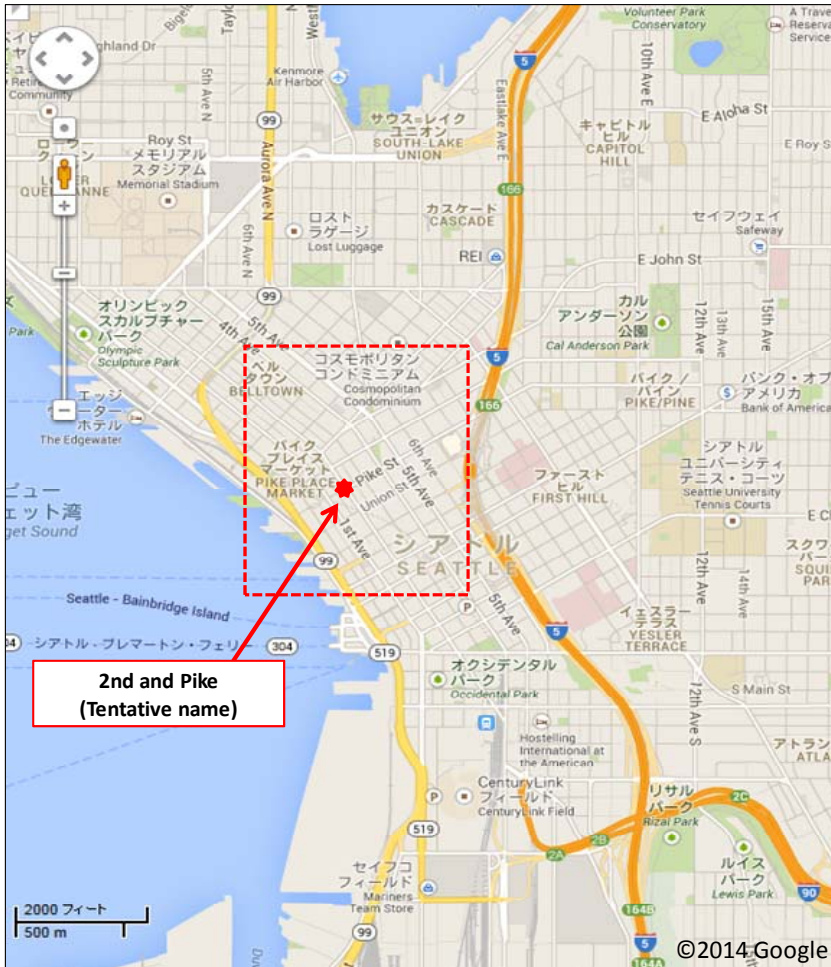 Volunteer Park
Conservatory
A Trav
Reserva
Service
ighland Dr
5th Ave N
Taylo
West
Kenmore
Air Harbor
10th Ave E
E Aloha St
Community
99
Aurora Ave N
サウス=レイク
ユニオン
SOUTH-LAKE
UNION
Eastlake Ave E
5
キャピトル
ヒル
CAPITOL
HILL
E Roy S
Roy St
メモリアル
スタジアム
Memorial Stadium
166
6th Ave N
ロスト
ラゲージ
Lost Luggage
カスケード
CASCADE
REI
セイフウェイ
Safeway
E John St
99
オリンピック
スカルプチャー
パーク
Olympic
Sculpture Park
Park
4th Ave
5th Ave
カル
アンダーソン
公園
Cal Anderson Park
12th Ave
13th Ave
15th Ave
5
ベル
タウン
BELLTOWN
コスモポリタン
コンドミニアム
Cosmopolitan
Condominium
166
パイク /
パイン
PIKE/PINE
バンク・オブ
アメリカ
Bank of America
エッジ
ウォーター
ホテル
The Edgewater
パイク
プレイス
マーケット
PIKE PLACE
MARKET
Pike St
Union St
6th Ave
5th Ave
1st Ave
ファースト
ヒル
FIRST HILL
シアトル
ユニバーシティ
テニス・コーツ
Seattle University
Tennis Courts
ビュー
ェット湾
get Sound
E C
シアトル
SEATTLE
99
12th Ave
14th Ave
スクワ
パー
SQUI
PAR
Seattle - Bainbridge Island
P
5th Ave
イェスラー
テラス
YESLER
TERRACE
5
04
シアトル - ブレマートン・フェリー
304
519
2nd and Pike
(Tentative name)
オクシデンタル
パーク
Occidental Park
12th Ave S
S Main St
Hostelling
International at
the American
アトラン
ATLA
P
CenturyLink
フィールド
CenturyLink Field
リサル
パーク
Rizal Park
2C
519
2A
2B
ルイス
パーク
Lewis Park
90
セイフコ
フィールド
Mariners
Team Store
2000 フィート
500 m
99
164B
5
164A
©2014 Google